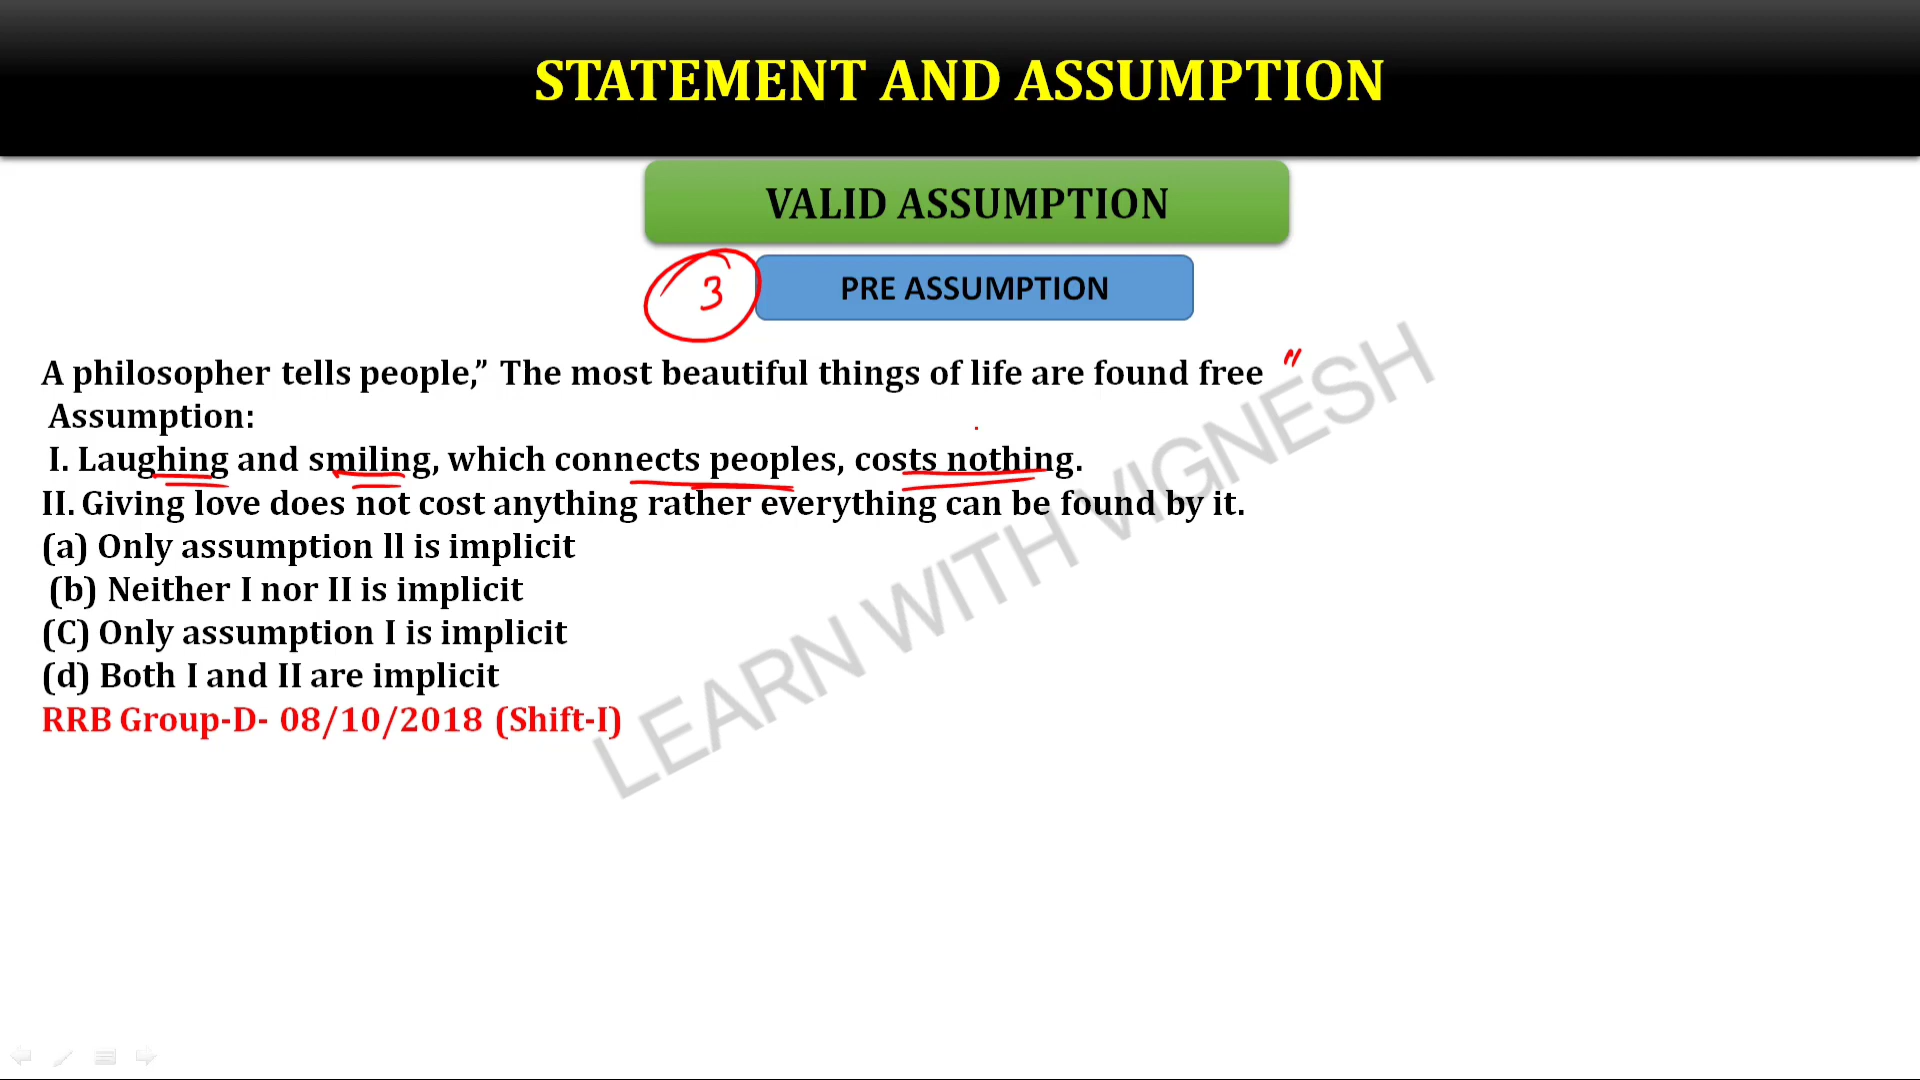 STATEMENT AND ASSUMPTION
VALID ASSUMPTION
3
PRE ASSUMPTION
A philosopher tells people,” The most beautiful things of life are found free "
Assumption:
I. Laughing and smiling, which connects peoples, costs nothing.
II. Giving love does not cost anything rather everything can be found by it.
(a) Only assumption ll is implicit
(b) Neither I nor II is implicit
(C) Only assumption I is implicit
(d) Both I and II are implicit
RRB Group-D- 08/10/2018 (Shift-I)
LEARN WITH VIGNESH